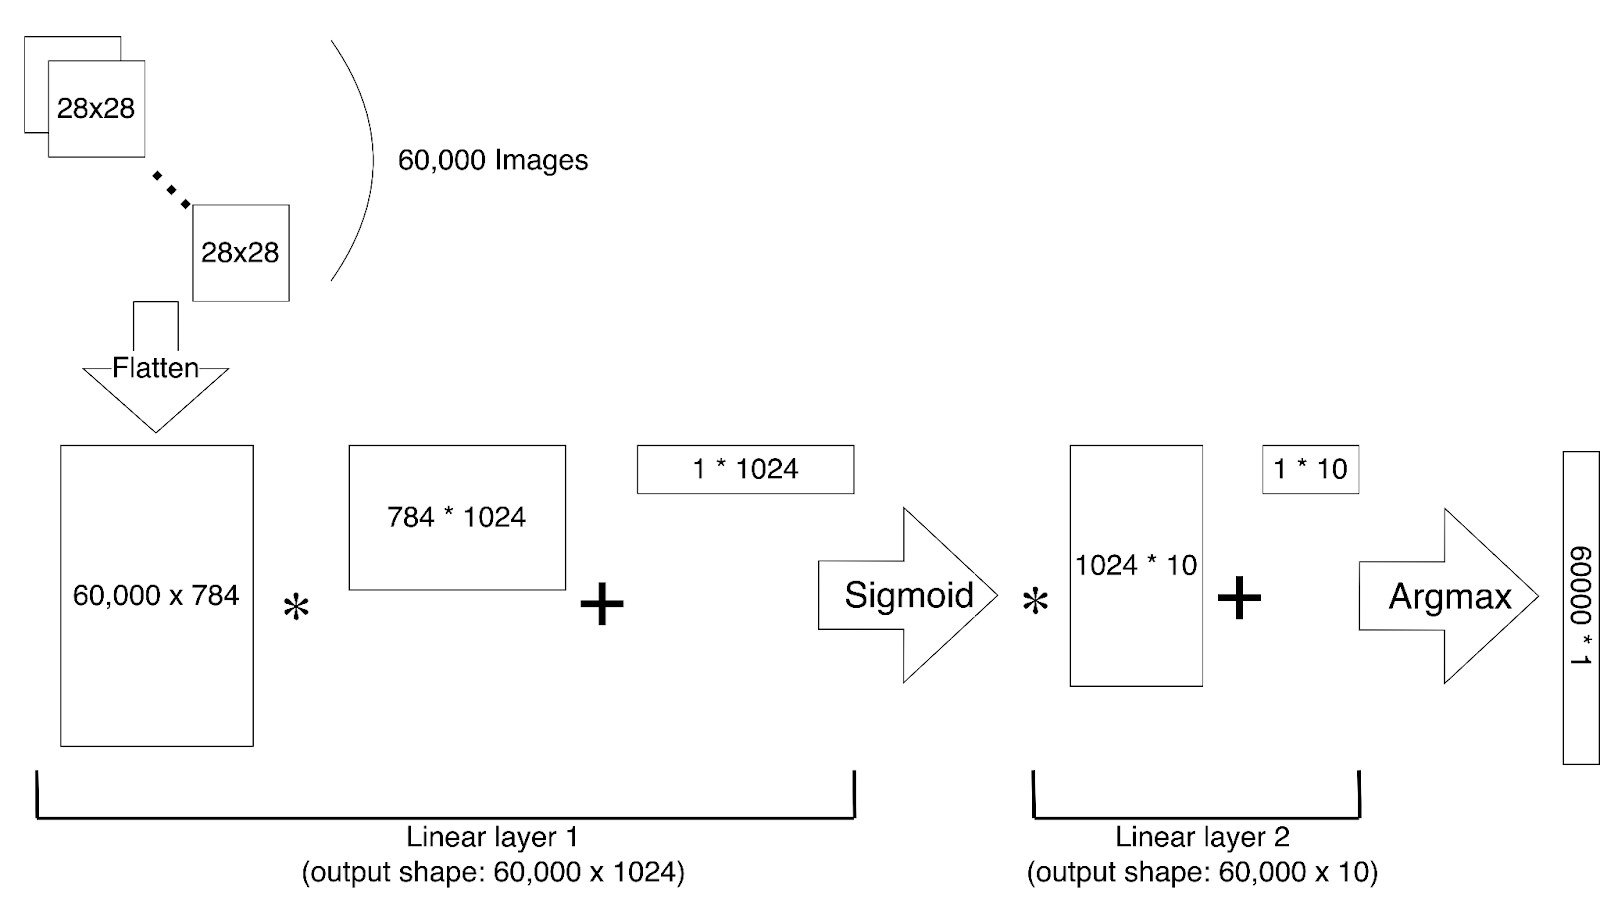 28x28
28x28
60,000 Images
Flatten
60,000 x 784
*
784 * 1024
+
1 * 1024
Sigmoid
*
1024 * 10
+
1 * 10
Argmax
60000 * 1
Linear layer 1
(output shape: 60,000 x 1024)
Linear layer 2
(output shape: 60,000 x 10)